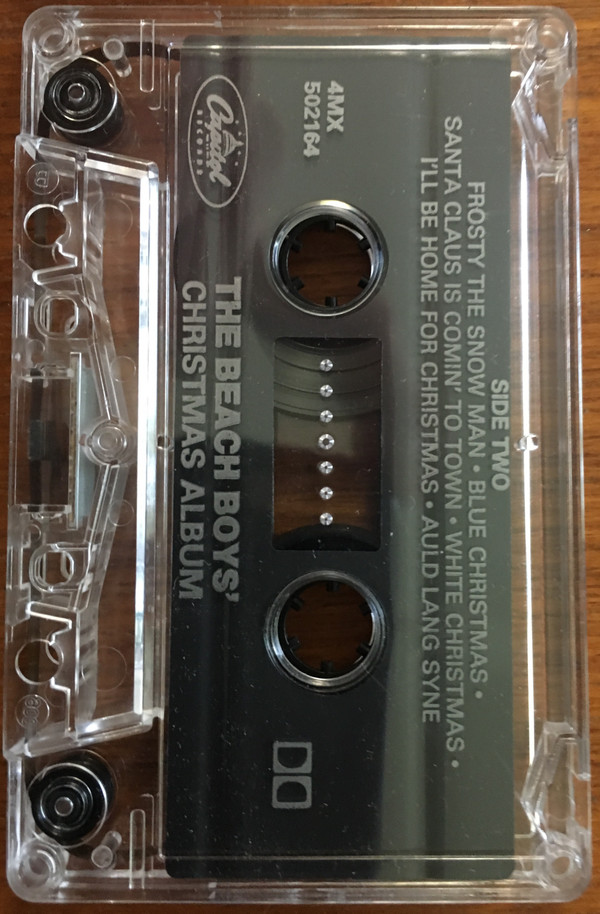 SIDE TWO
FROSTY THE SNOW MAN • BLUE CHRISTMAS •
SANTA CLAUS IS COMIN' TO TOWN • WHITE CHRISTMAS •
I'LL BE HOME FOR CHRISTMAS • AULD LANG SYNE
4MX
502164
THE BEACH BOYS'
CHRISTMAS ALBUM
Capitol
RECORDS